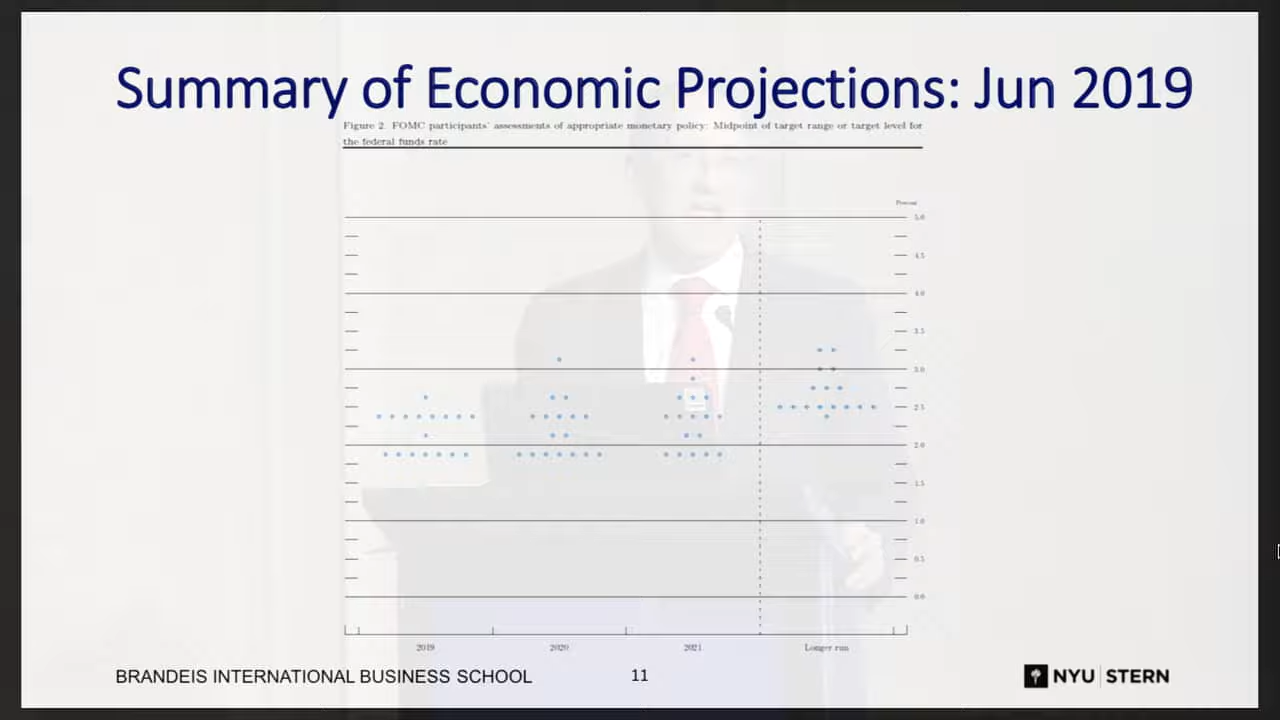 Summary of Economic Projections: Jun 2019
Figure 2. FOMC participants' assessments of appropriate monetary policy: Midpoint of target range or target level for
the federal funds rate
Percent
5.0
4.5
4.0
3.5
3.0
2.5
2.0
1.5
1.0
0.5
0.0
2019 2020 2021 Longer run
BRANDEIS INTERNATIONAL BUSINESS SCHOOL 11 NYU STERN